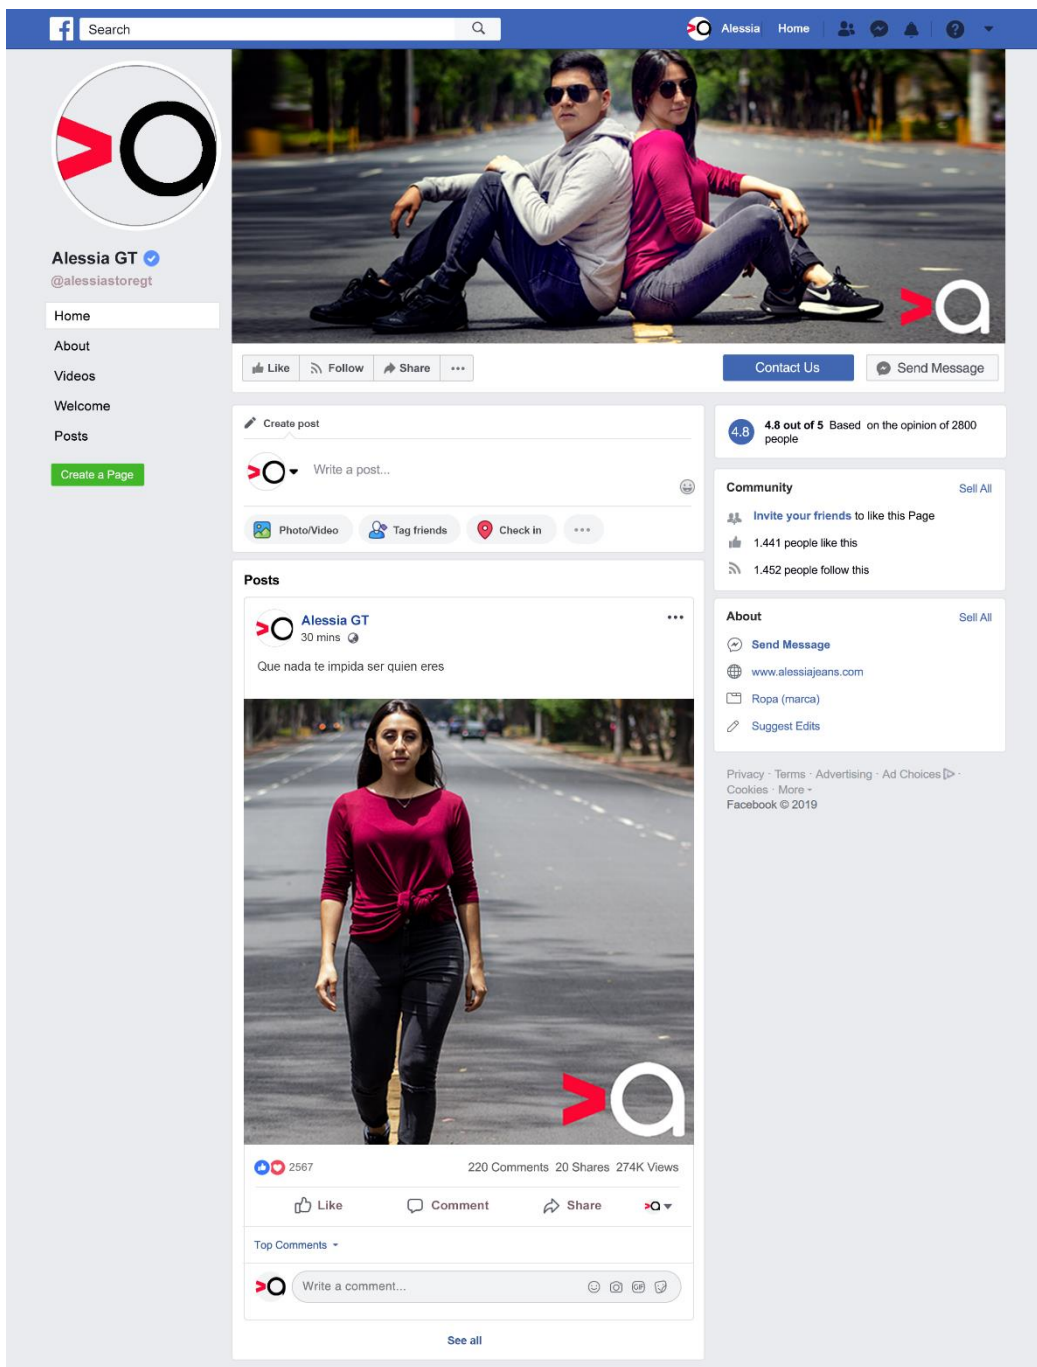 Search
Alessia
Home
Alessia GT
@alessiastoregt
Home
About
Videos
Welcome
Posts
Create a Page
Like
Follow
Share
Contact Us
Send Message
Create post
Write a post...
Photo/Video
Tag friends
Check in
Posts
Alessia GT
30 mins
Que nada te impida ser quien eres
2567
220 Comments 20 Shares 274K Views
Like
Comment
Share
Top Comments
Write a comment...
GIF
See all
4.8
4.8 out of 5 Based on the opinion of 2800
people
Community
Sell All
Invite your friends to like this Page
1.441 people like this
1.452 people follow this
About
Sell All
Send Message
www.alessiajeans.com
Ropa (marca)
Suggest Edits
Privacy · Terms · Advertising · Ad Choices ·
Cookies · More
Facebook © 2019